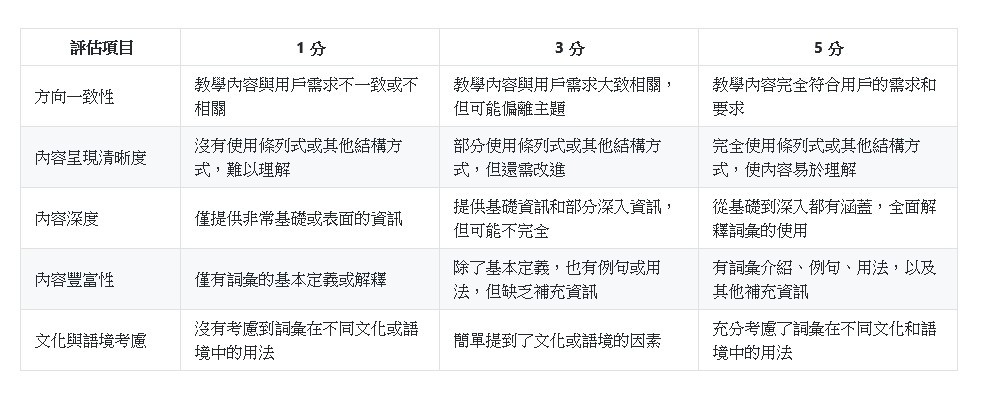 評估項目 1 分 3 分 5 分
方向一致性
教學內容與用戶需求不一致或不
相關
教學內容與用戶需求大致相關，
但可能偏離主題
教學內容完全符合用戶的需求和
要求
內容呈現清晰度
沒有使用條列式或其他結構方
式，難以理解
部分使用條列式或其他結構方
式，但還需改進
完全使用條列式或其他結構方
式，使內容易於理解
內容深度
僅提供非常基礎或表面的資訊
提供基礎資訊和部分深入資訊，
但可能不完全
從基礎到深入都有涵蓋，全面解
釋詞彙的使用
內容豐富性
僅有詞彙的基本定義或解釋
除了基本定義，也有例句或用
法，但缺乏補充資訊
有詞彙介紹、例句、用法，以及
其他補充資訊
文化與語境考慮
沒有考慮到詞彙在不同文化或語
境中的用法
簡單提到了文化或語境的因素
充分考慮了詞彙在不同文化和語
境中的用法